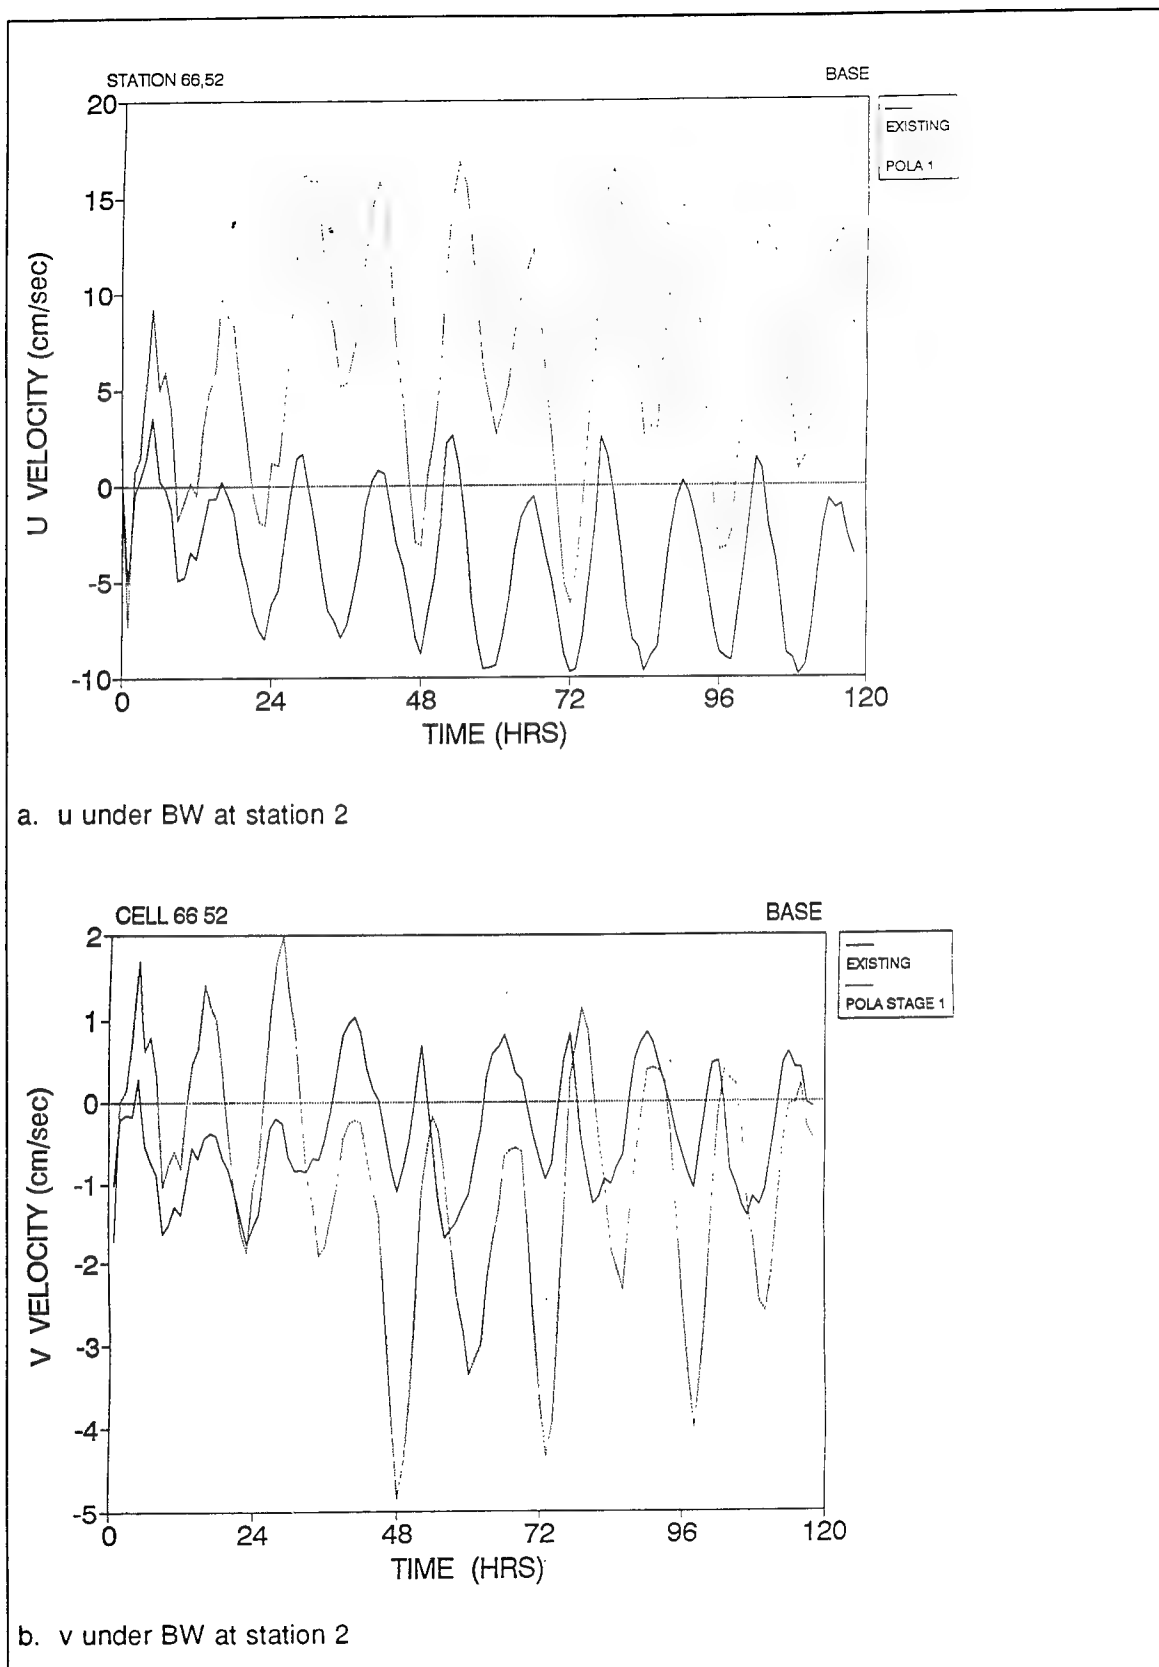 STATION 66,52
BASE
EXISTING
POLA 1
20
15
10
5
0
-5
-10
U VELOCITY (cm/sec)
0 24 48 72 96 120
TIME (HRS)
a. u under BW at station 2
CELL 66 52
BASE
EXISTING
POLA STAGE 1
2
1
0
-1
-2
-3
-4
-5
V VELOCITY (cm/sec)
0 24 48 72 96 120
TIME (HRS)
b. v under BW at station 2